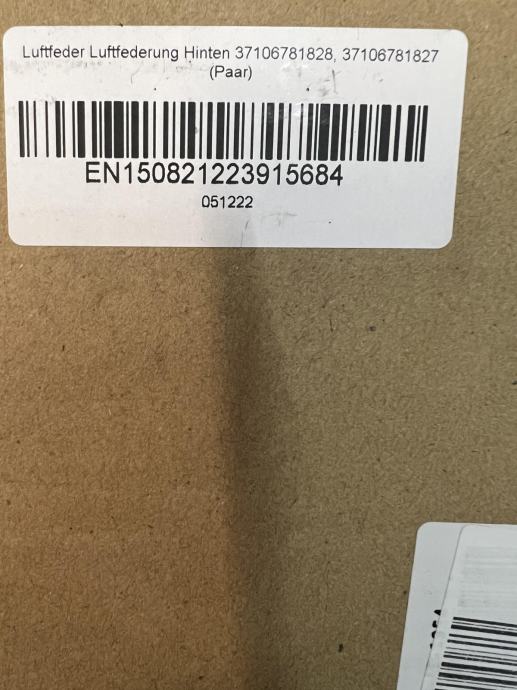 Luftfeder Luftfederung Hinten 37106781828, 37106781827
(Paar)
EN150821223915684
051222